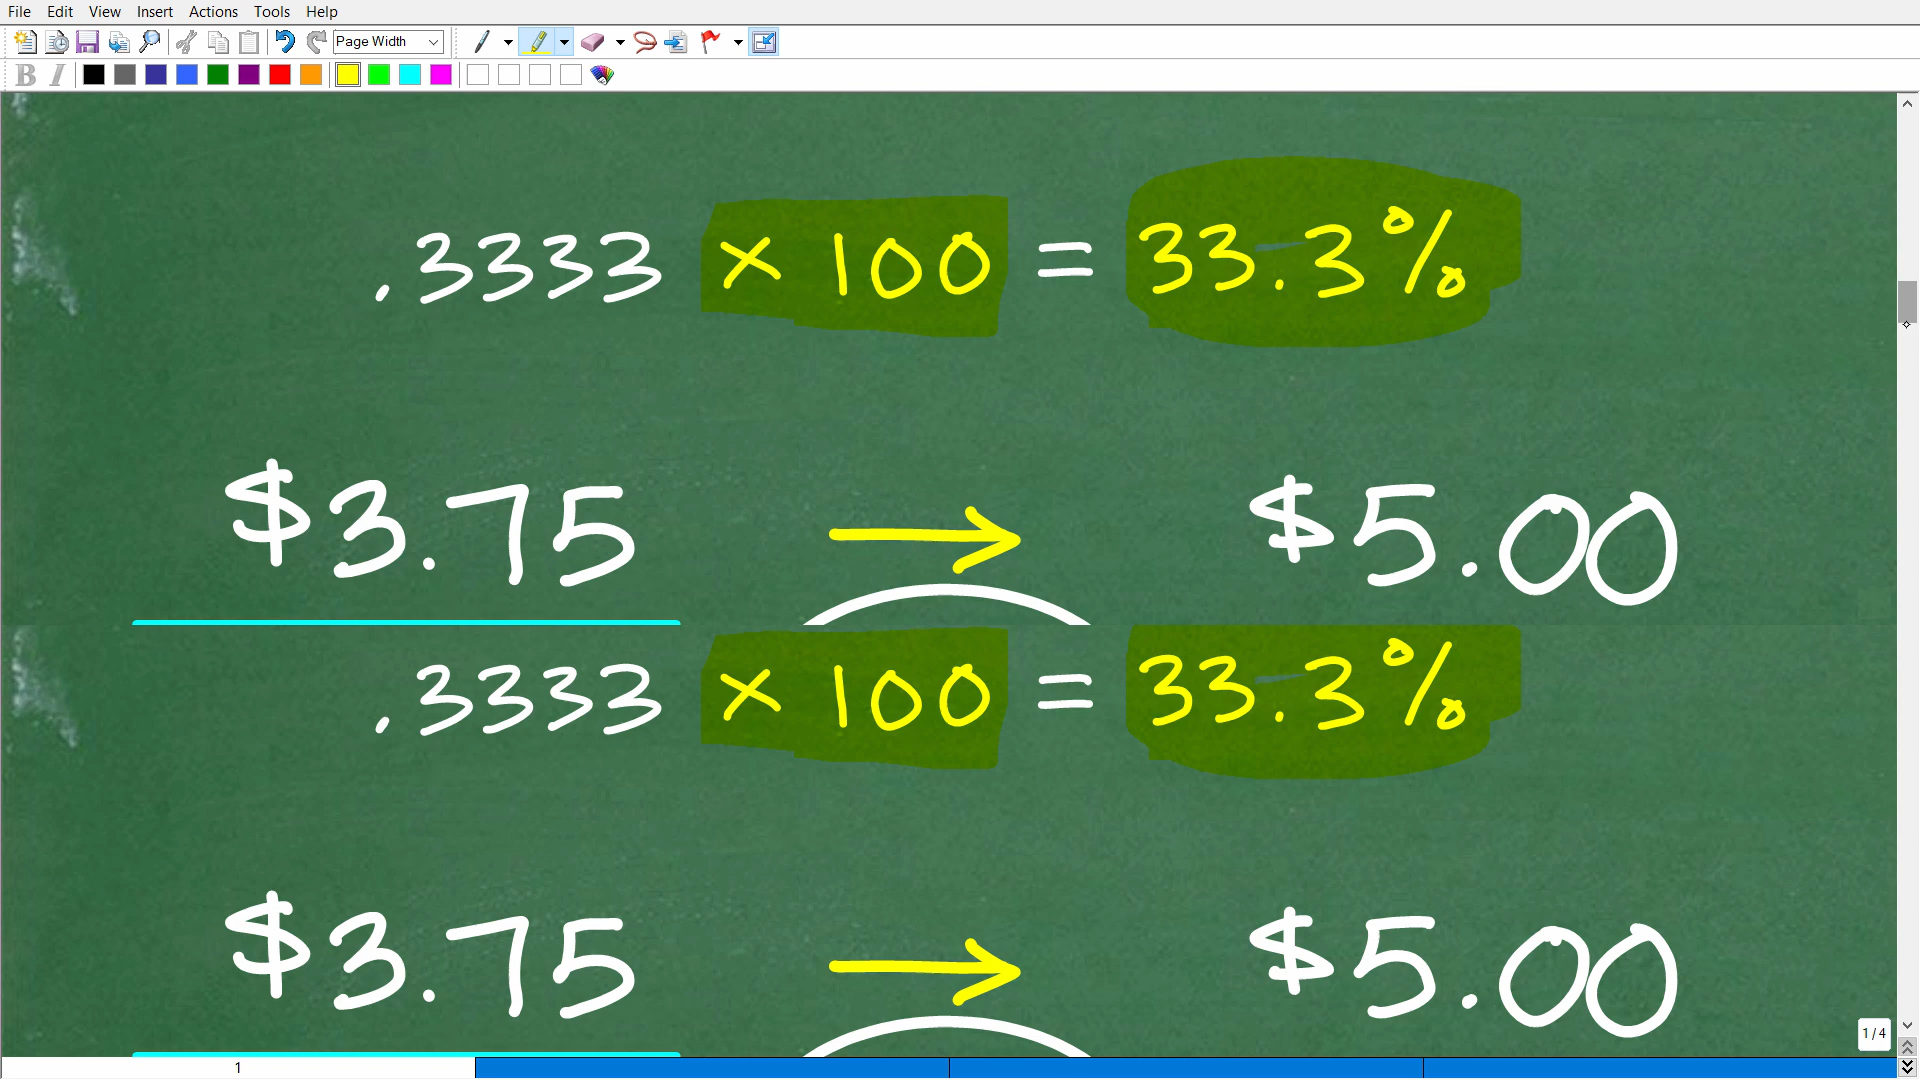 File Edit View Insert Actions Tools Help
Page Width
B I
.3333 × 100 = 33.3%
$3.75 → $5.00
.3333 × 100 = 33.3%
$3.75 → $5.00
1 / 4
1